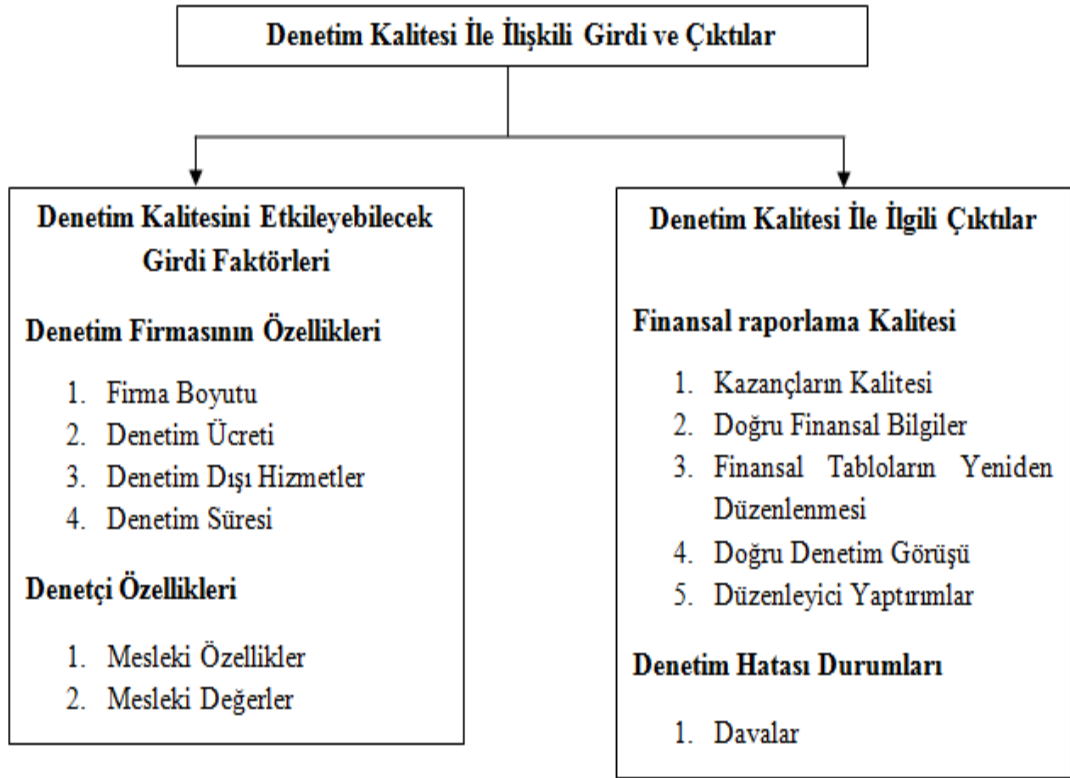 Denetim Kalitesi İle İlişkili Girdi ve Çıktılar
Denetim Kalitesini Etkileyebilecek
Girdi Faktörleri
Denetim Firmasının Özellikleri
1. Firma Boyutu
2. Denetim Ücreti
3. Denetim Dışı Hizmetler
4. Denetim Süresi
Denetçi Özellikleri
1. Mesleki Özellikler
2. Mesleki Değerler
Denetim Kalitesi İle İlgili Çıktılar
Finansal raporlama Kalitesi
1. Kazançların Kalitesi
2. Doğru Finansal Bilgiler
3. Finansal Tabloların Yeniden
Düzenlenmesi
4. Doğru Denetim Görüşü
5. Düzenleyici Yaptırımlar
Denetim Hatası Durumları
1. Davalar